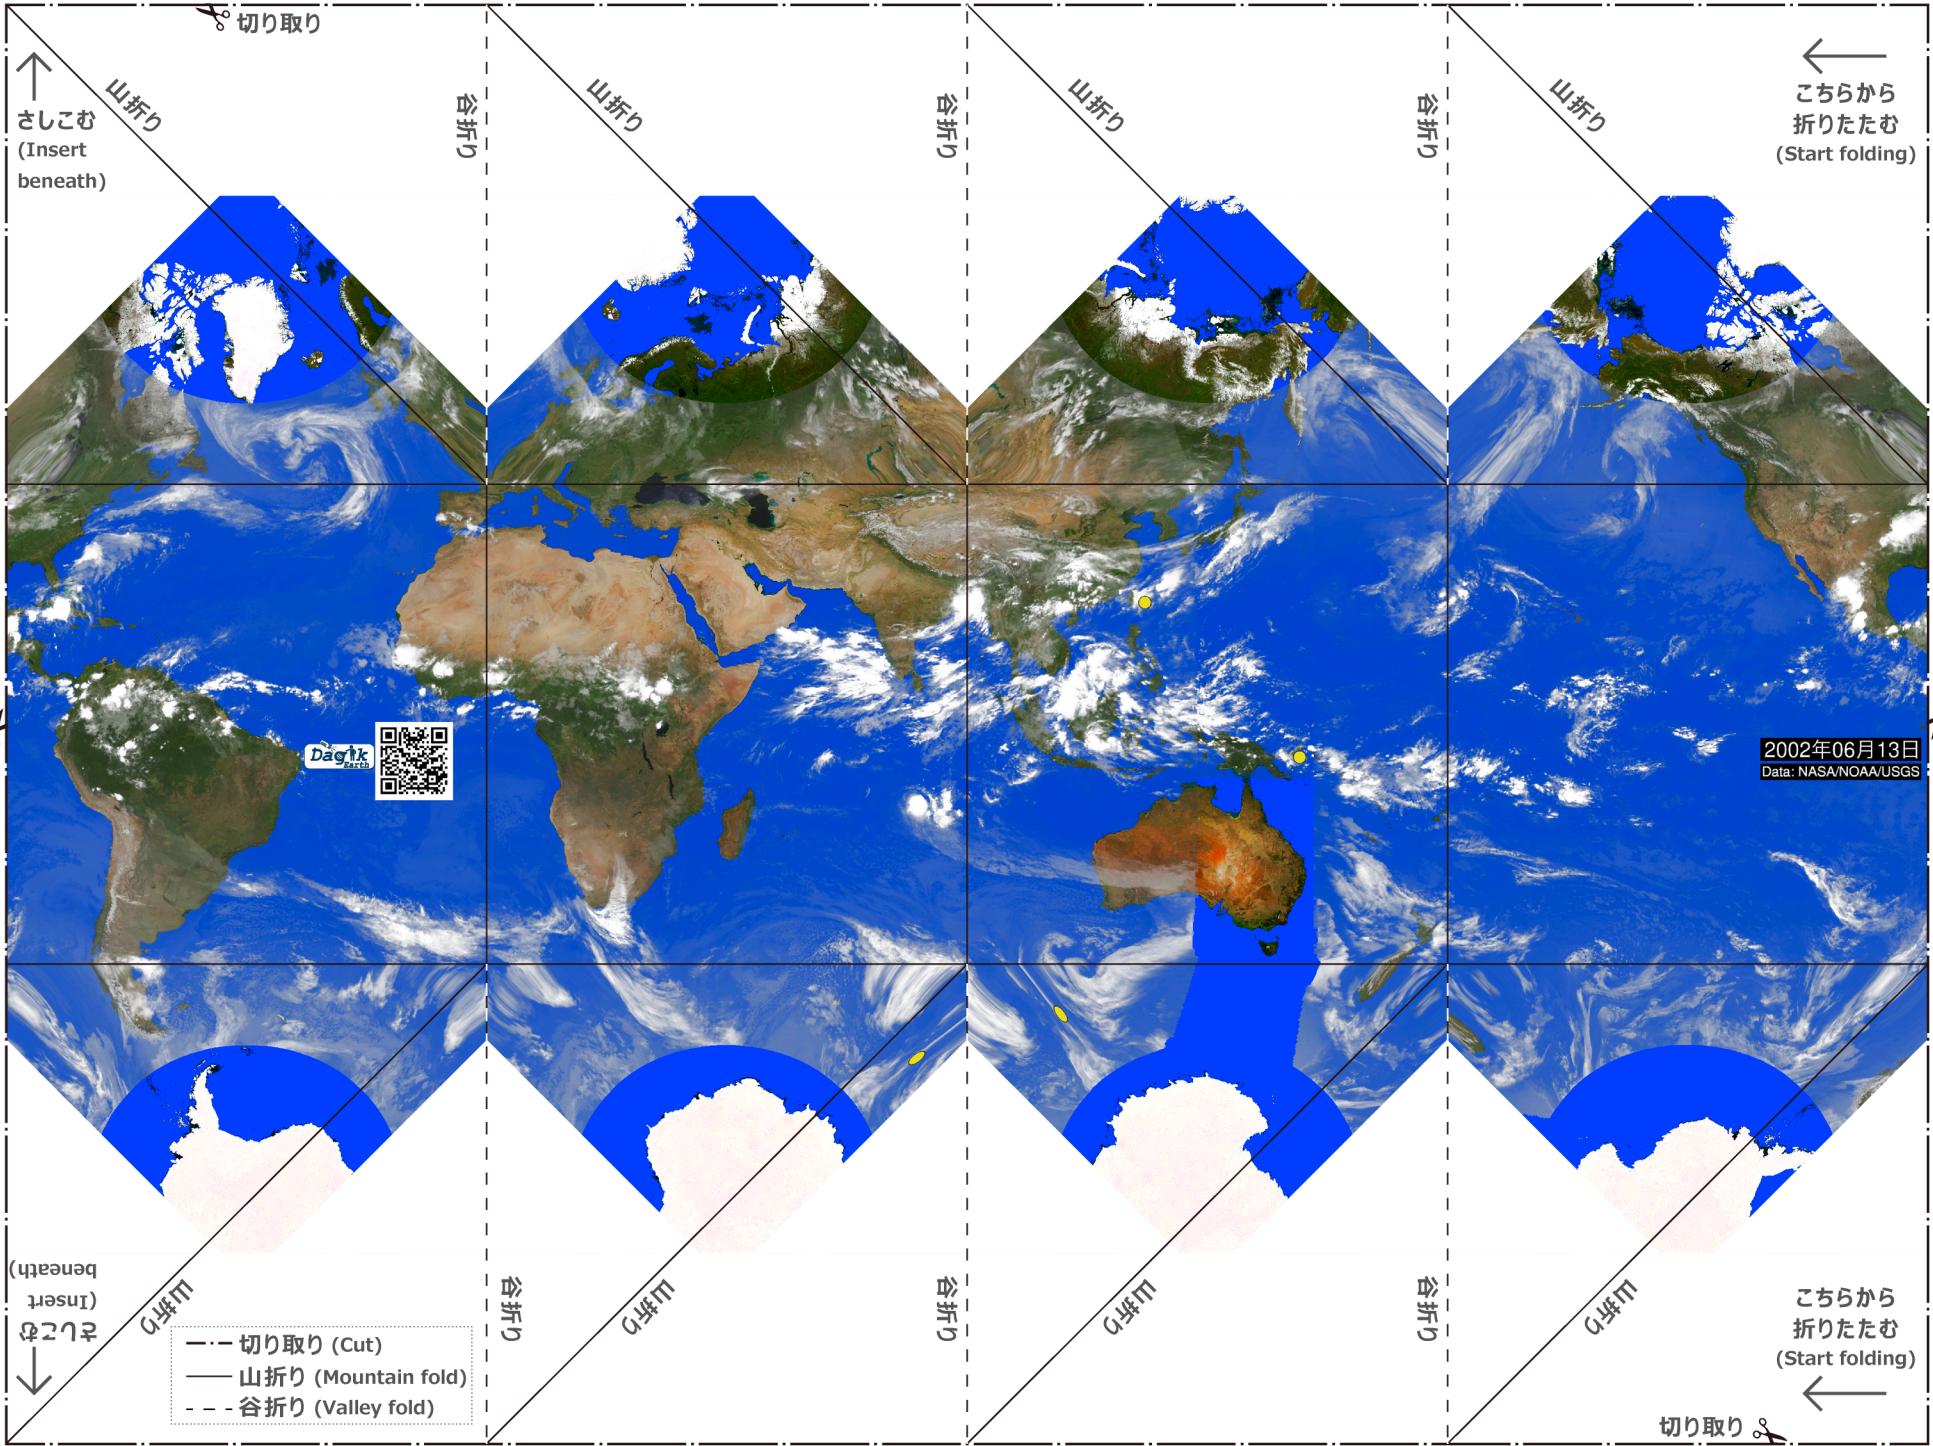 切り取り
さしこむ
(Insert
beneath)
山折り
谷折り
山折り
谷折り
山折り
谷折り
山折り
こちらから
折りたたむ
(Start folding)
Dagik
Earth
2002年06月13日
Data: NASA/NOAA/USGS
さしこむ
(Insert
beneath)
山折り
谷折り
山折り
谷折り
山折り
谷折り
山折り
こちらから
折りたたむ
(Start folding)
切り取り (Cut)
山折り (Mountain fold)
谷折り (Valley fold)
切り取り